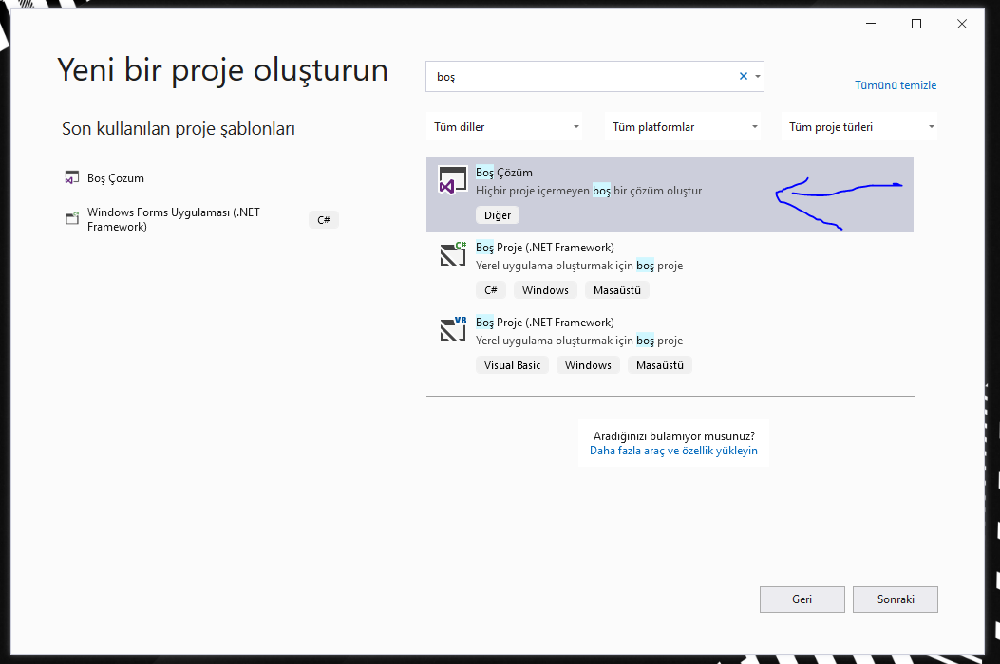 Yeni bir proje oluşturun
boş
Tümünü temizle
Son kullanılan proje şablonları
Tüm diller
Tüm platformlar
Tüm proje türleri
Boş Çözüm
Windows Forms Uygulaması (.NET
Framework)
C#
Boş Çözüm
Hiçbir proje içermeyen boş bir çözüm oluştur
Diğer
C#
Boş Proje (.NET Framework)
Yerel uygulama oluşturmak için boş proje
C#
Windows
Masaüstü
VB
Boş Proje (.NET Framework)
Yerel uygulama oluşturmak için boş proje
Visual Basic
Windows
Masaüstü
Aradığınızı bulamıyor musunuz?
Daha fazla araç ve özellik yükleyin
Geri
Sonraki